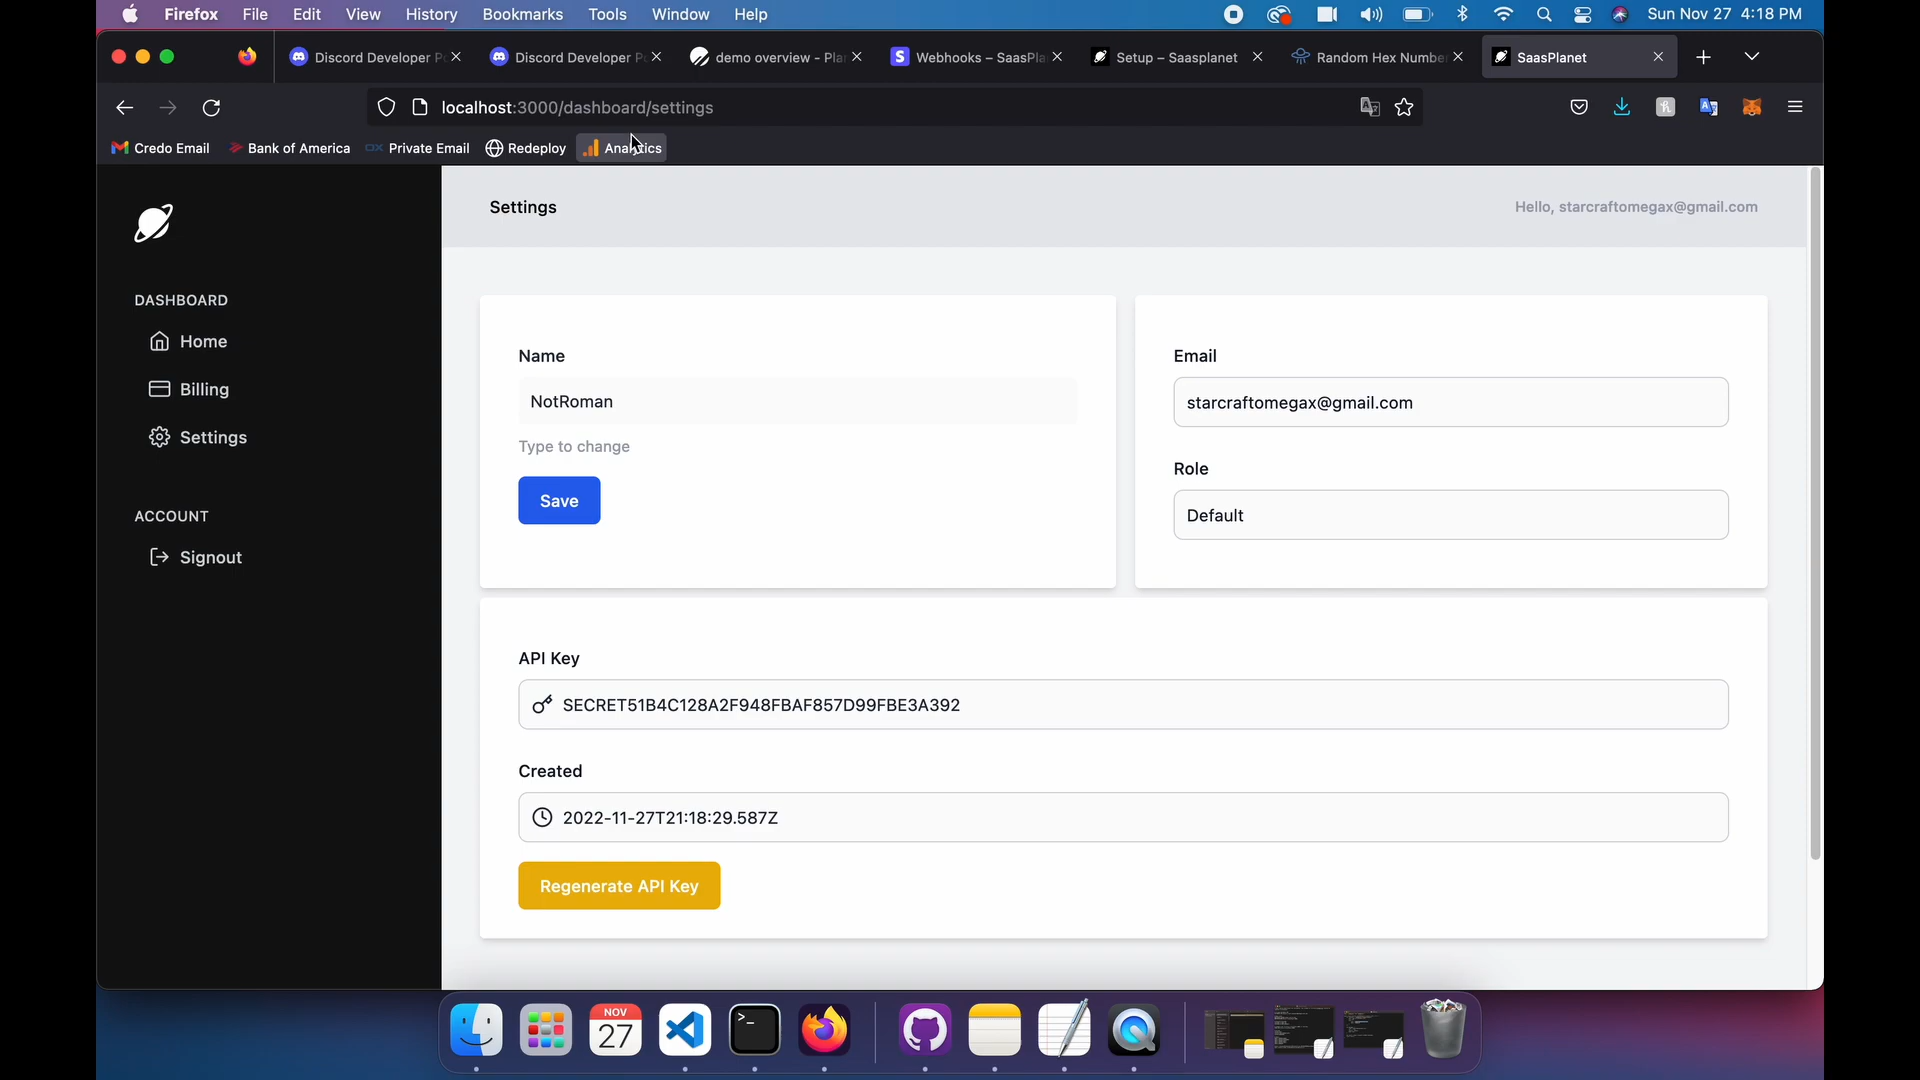 Firefox File Edit View History Bookmarks Tools Window Help Sun Nov 27 4:18 PM
Discord Developer Po Discord Developer Po demo overview - Plan Webhooks – SaasPla Setup – Saasplanet Random Hex Number SaasPlanet
localhost:3000/dashboard/settings
Credo Email Bank of America Private Email Redeploy Analytics
Settings Hello, starcraftomegax@gmail.com
DASHBOARD
Home
Billing
Settings
ACCOUNT
Signout
Name
NotRoman
Type to change
Save
Email
starcraftomegax@gmail.com
Role
Default
API Key
SECRET51B4C128A2F948FBAF857D99FBE3A392
Created
2022-11-27T21:18:29.587Z
Regenerate API Key
NOV
27